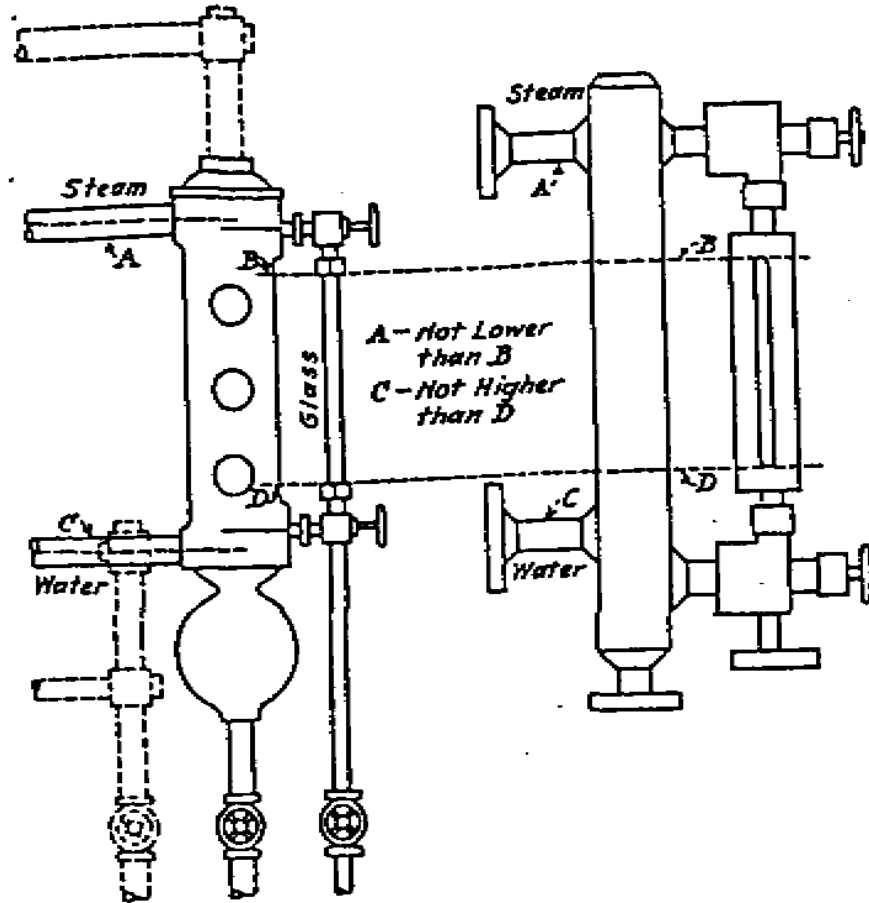 Steam
A
B
Glass
D
C
Water
A-Not Lower
than B
C-Not Higher
than D
Steam
A
B
C
D
Water